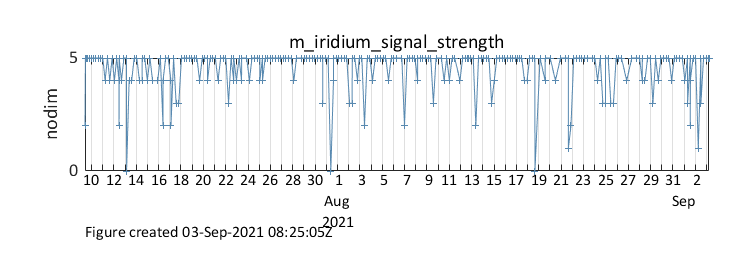 m_iridium_signal_strength
5
nodim
0
10 12 14 16 18 20 22 24 26 28 30 1 3 5 7 9 11 13 15 17 19 21 23 25 27 29 31 2
Aug Sep
2021
Figure created 03-Sep-2021 08:25:05Z